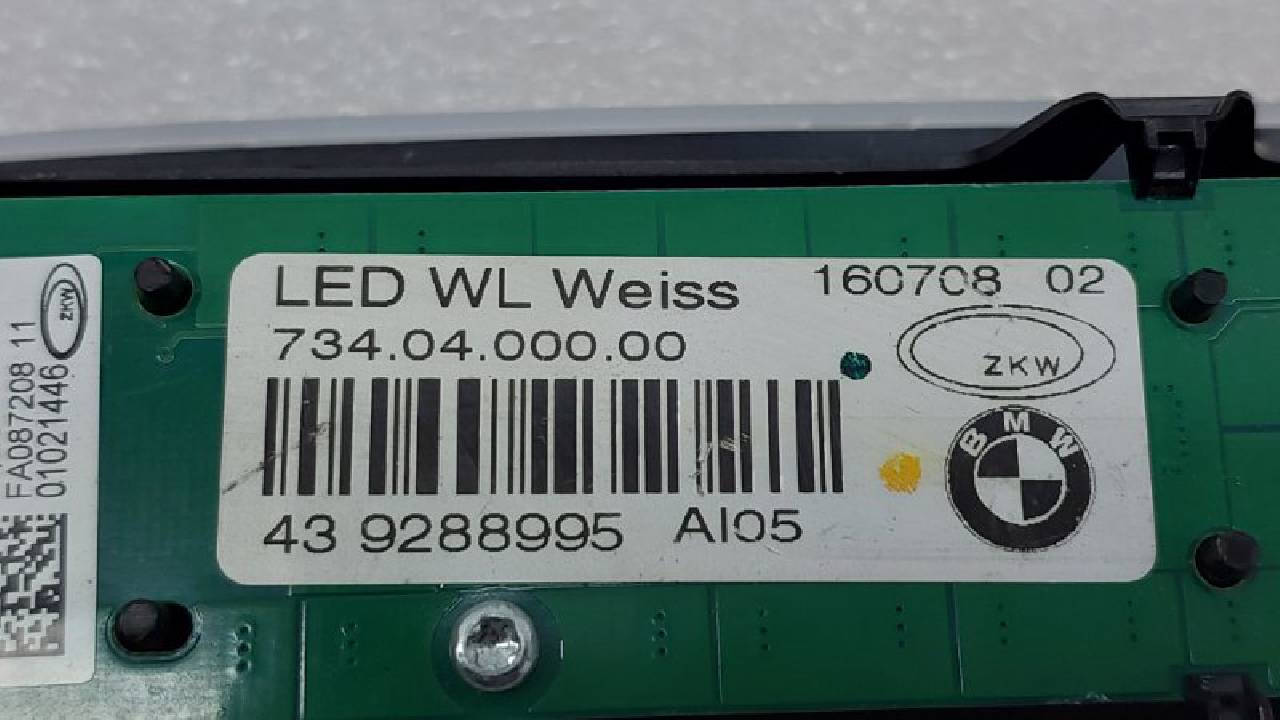 LED WL Weiss 160708 02
734.04.000.00
ZKW
BMW
43 9288995 AI05
ZKW
FA087208 11
01021446